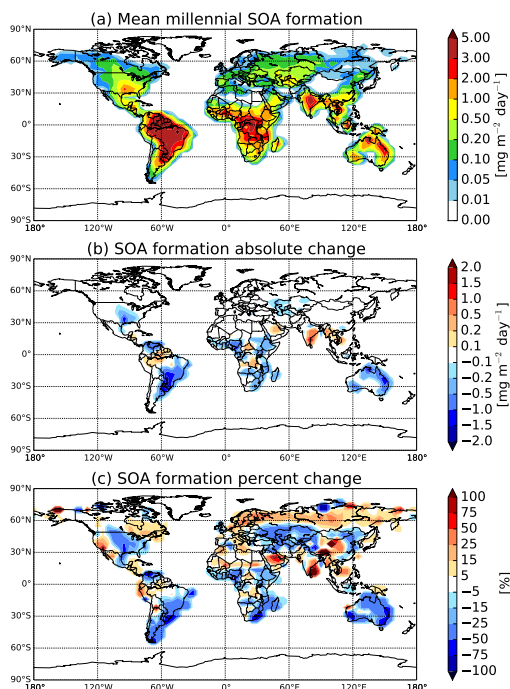 (a) Mean millennial SOA formation
90°N
60°N
30°N
0°
30°S
60°S
90°S
180°
120°W
60°W
0°
60°E
120°E
180°
5.00
3.00
2.00
1.00
0.50
0.20
0.10
0.05
0.01
0.00
[mg m⁻² day⁻¹]
(b) SOA formation absolute change
90°N
60°N
30°N
0°
30°S
60°S
90°S
180°
120°W
60°W
0°
60°E
120°E
180°
2.0
1.5
1.0
0.5
0.2
0.1
−0.1
−0.2
−0.5
−1.0
−1.5
−2.0
[mg m⁻² day⁻¹]
(c) SOA formation percent change
90°N
60°N
30°N
0°
30°S
60°S
90°S
180°
120°W
60°W
0°
60°E
120°E
180°
100
75
50
25
15
5
−5
−15
−25
−50
−75
−100
[%]